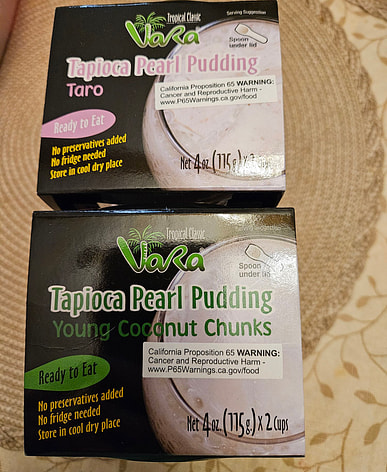 Tropical Classic
Serving Suggestion
VaRa
Spoon
under lid
Tapioca Pearl Pudding
Taro
California Proposition 65 WARNING:
Cancer and Reproductive Harm -
www.P65Warnings.ca.gov/food
Ready to Eat
No preservatives added
No fridge needed
Store in cool dry place
Net 4 oz. (115 g.) x 2 Cups
Tropical Classic
VaRa
Spoon
under lid
Tapioca Pearl Pudding
Young Coconut Chunks
California Proposition 65 WARNING:
Cancer and Reproductive Harm -
www.P65Warnings.ca.gov/food
Ready to Eat
No preservatives added
No fridge needed
Store in cool dry place
Net 4 oz. (115 g.) x 2 Cups